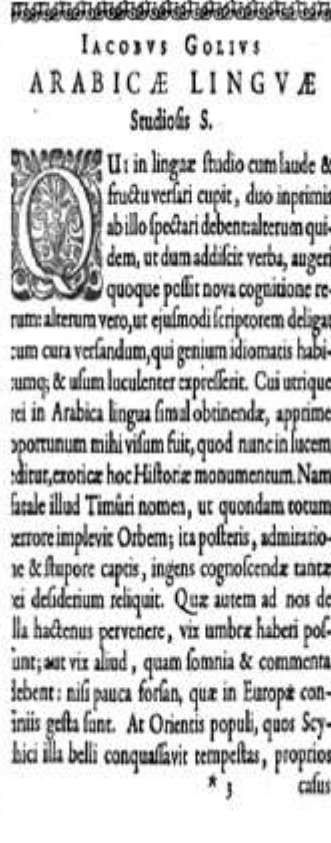 IACOBVS GOLIVS
ARABICÆ LINGVÆ
Studioſis S.
QUi in linguæ ſtudio cum laude &
fructu verſari cupit, duo inprimis
ab illo ſpectari debent: alterum qui-
dem, ut dum addiſcit verba, augeri
quoque poſſit nova cognitione re-
rum: alterum vero, ut ejuſmodi ſcriptorem deligat
cum cura verſandum, qui genium idiomatis habi-
tumq; & uſum luculenter expreſſerit. Cui utrique
rei in Arabica lingua ſimul obtinendæ, apprime
opportunum mihi viſum fuit, quod nunc in lucem
editur, exoticæ hoc Hiſtoriæ monumentum. Nam
fatale illud Timûri nomen, ut quondam totum
terrore implevit Orbem; ita poſteris, admiratio-
ne & ſtupore captis, ingens cognoſcendæ tantæ
rei deſiderium reliquit. Quæ autem ad nos de
illa hactenus pervenere, vix umbræ haberi poſ-
ſunt; aut vix aliud, quam ſomnia & commenta
debent: niſi pauca forſan, quæ in Europæ con-
finiis geſta ſunt. At Orientis populi, quos Scy-
thici illa belli conquaſſavit tempeſtas, proprios
* 3 caſus